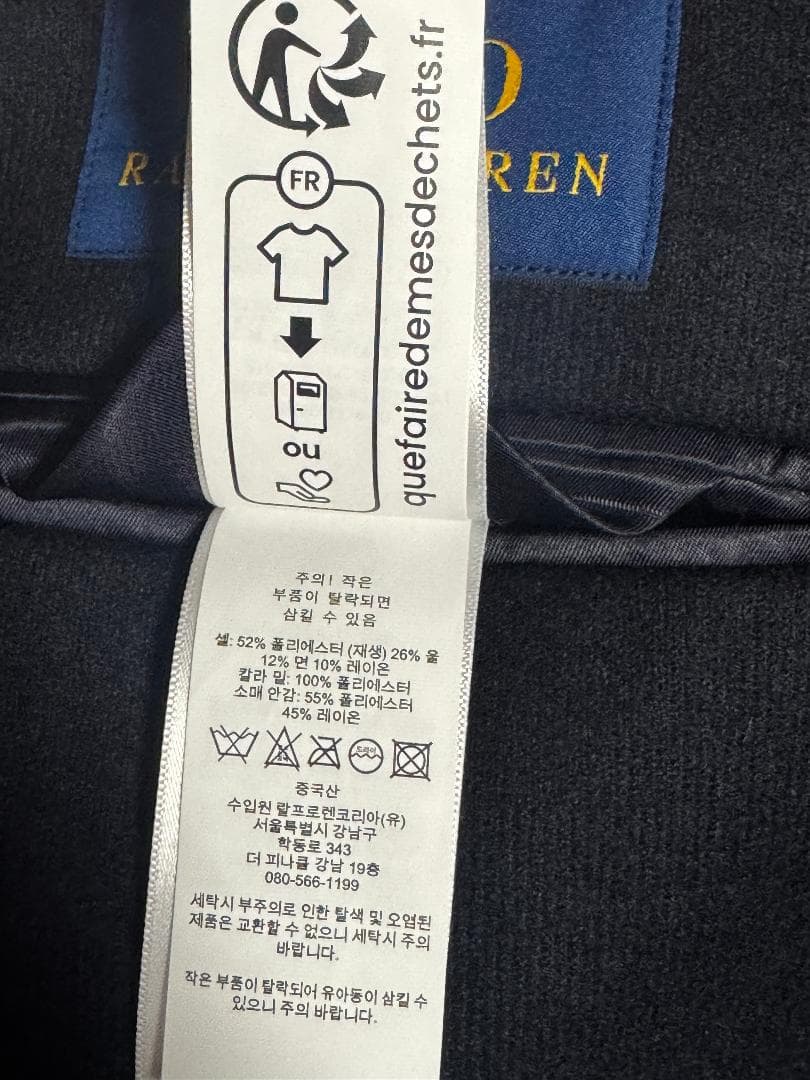 quefairedemesdechets.fr
FR
ou
REN
주의! 작은
부품이 탈락되면
삼킬 수 있음
셸: 52% 폴리에스터 (재생) 26% 울
12% 면 10% 레이온
칼라 밑: 100% 폴리에스터
소매 안감: 55% 폴리에스터
45% 레이온
드라이
중국산
수입원 랄프로렌코리아(유)
서울특별시 강남구
학동로 343
더 피나클 강남 19층
080-566-1199
세탁시 부주의로 인한 탈색 및 오염된
제품은 교환할 수 없으니 세탁시 주의
바랍니다.
작은 부품이 탈락되어 유아동이 삼킬 수
있으니 주의 바랍니다.